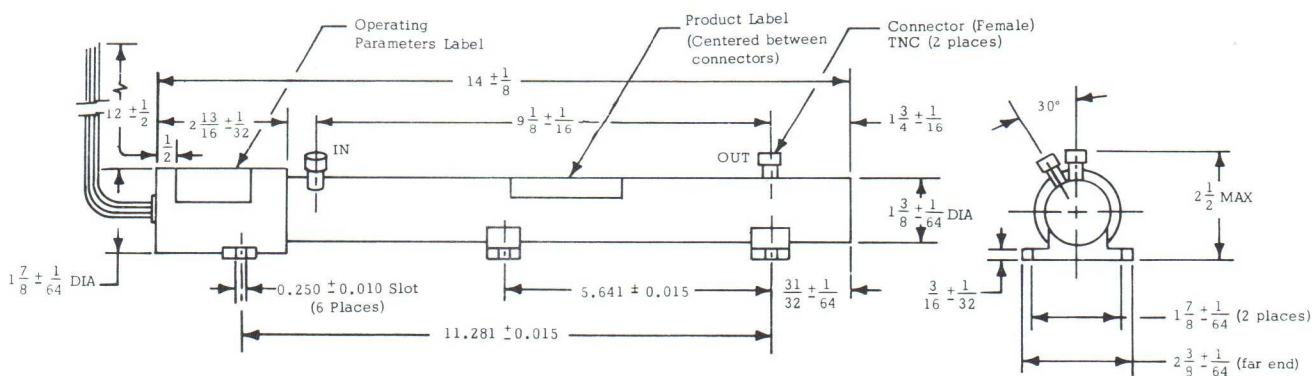 Operating
Parameters Label
Product Label
(Centered between
connectors)
Connector (Female)
TNC (2 places)
14 ± 1/8
12 ± 1/2
2 13/16 ± 1/32
9 1/8 ± 1/16
1 3/4 ± 1/16
30°
1/2
IN
OUT
2 1/2 MAX
1 3/8 ± 1/64 DIA
1 7/8 ± 1/64 DIA
0.250 ± 0.010 Slot
(6 Places)
5.641 ± 0.015
31/32 ± 1/64
3/16 ± 1/32
11.281 ± 0.015
1 7/8 ± 1/64 (2 places)
2 3/8 ± 1/64 (far end)